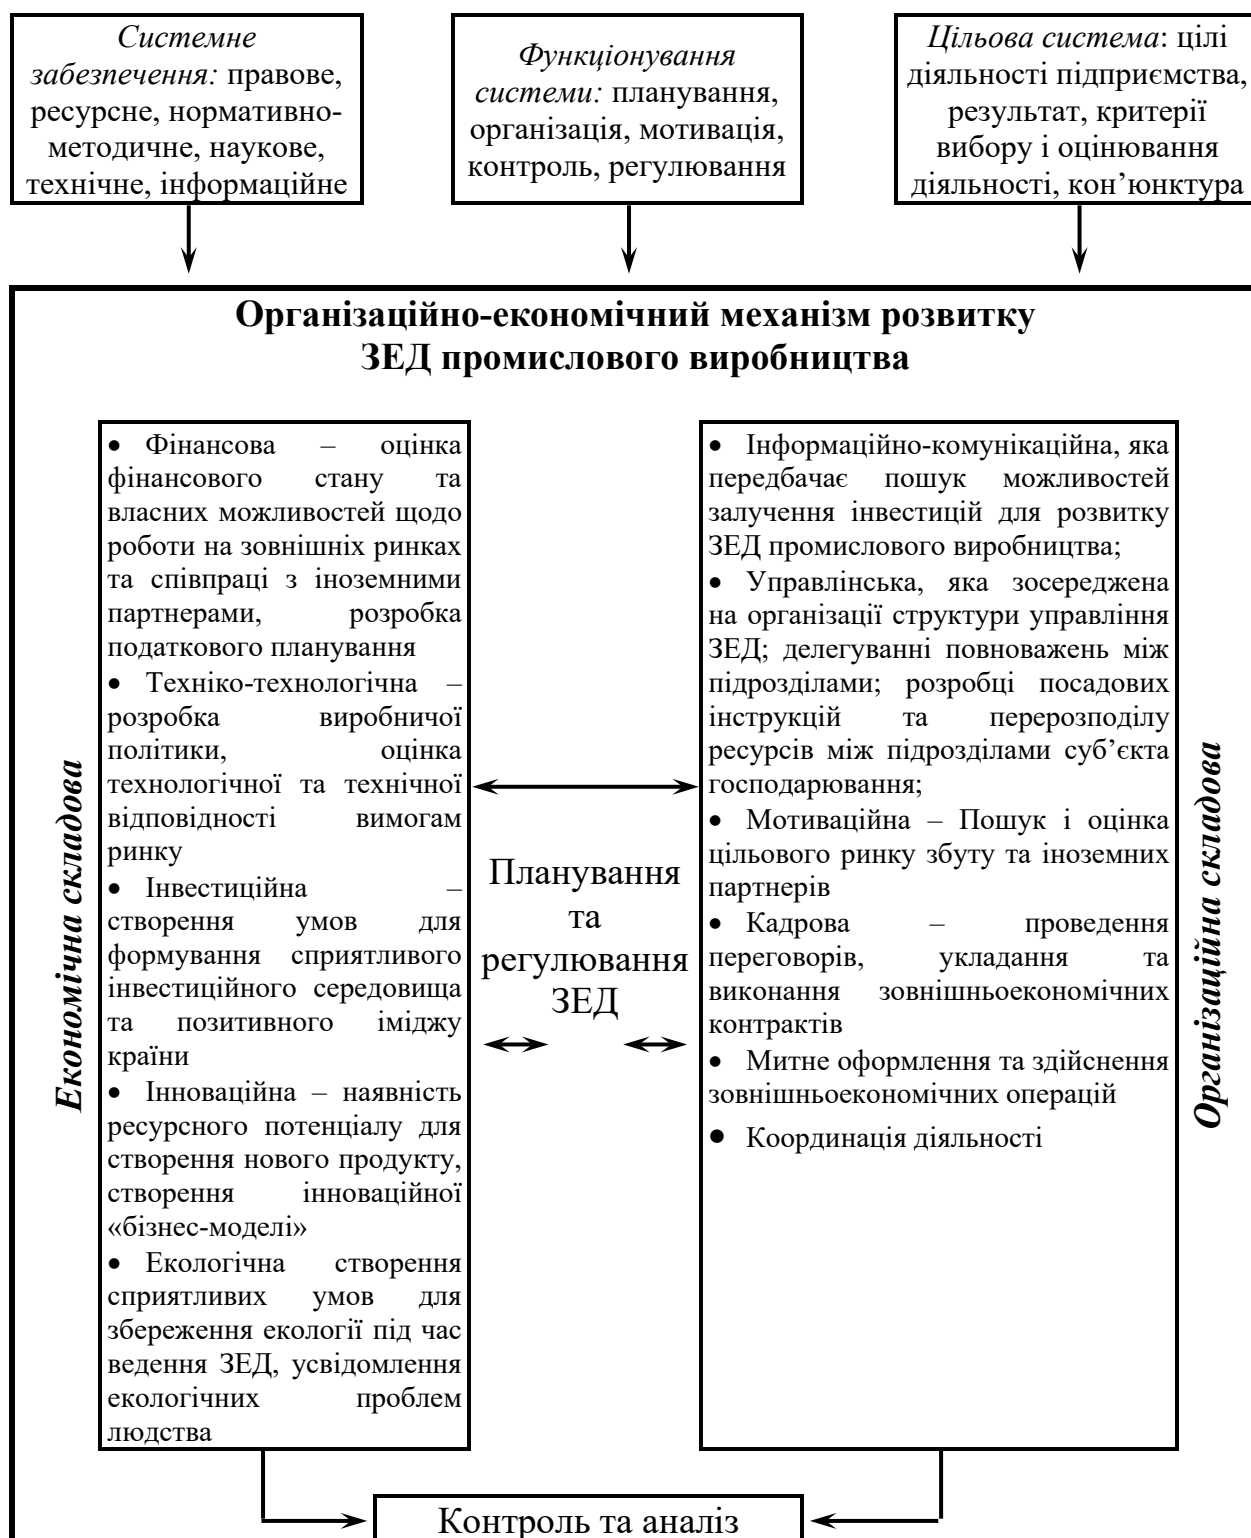 Системне
забезпечення: правове,
ресурсне, нормативно-
методичне, наукове,
технічне, інформаційне
Функціонування
системи: планування,
організація, мотивація,
контроль, регулювання
Цільова система: цілі
діяльності підприємства,
результат, критерії
вибору і оцінювання
діяльності, кон’юнктура
Організаційно-економічний механізм розвитку
ЗЕД промислового виробництва
Економічна складова
• Фінансова – оцінка
фінансового стану та
власних можливостей щодо
роботи на зовнішніх ринках
та співпраці з іноземними
партнерами, розробка
податкового планування
• Техніко-технологічна –
розробка виробничої
політики, оцінка
технологічної та технічної
відповідності вимогам
ринку
• Інвестиційна –
створення умов для
формування сприятливого
інвестиційного середовища
та позитивного іміджу
країни
• Інноваційна – наявність
ресурсного потенціалу для
створення нового продукту,
створення інноваційної
«бізнес-моделі»
• Екологічна створення
сприятливих умов для
збереження екології під час
ведення ЗЕД, усвідомлення
екологічних проблем
людства
Планування
та
регулювання
ЗЕД
• Інформаційно-комунікаційна, яка
передбачає пошук можливостей
залучення інвестицій для розвитку
ЗЕД промислового виробництва;
• Управлінська, яка зосереджена
на організації структури управління
ЗЕД; делегуванні повноважень між
підрозділами; розробці посадових
інструкцій та перерозподілу
ресурсів між підрозділами суб’єкта
господарювання;
• Мотиваційна – Пошук і оцінка
цільового ринку збуту та іноземних
партнерів
• Кадрова – проведення
переговорів, укладання та
виконання зовнішньоекономічних
контрактів
• Митне оформлення та здійснення
зовнішньоекономічних операцій
• Координація діяльності
Організаційна складова
Контроль та аналіз